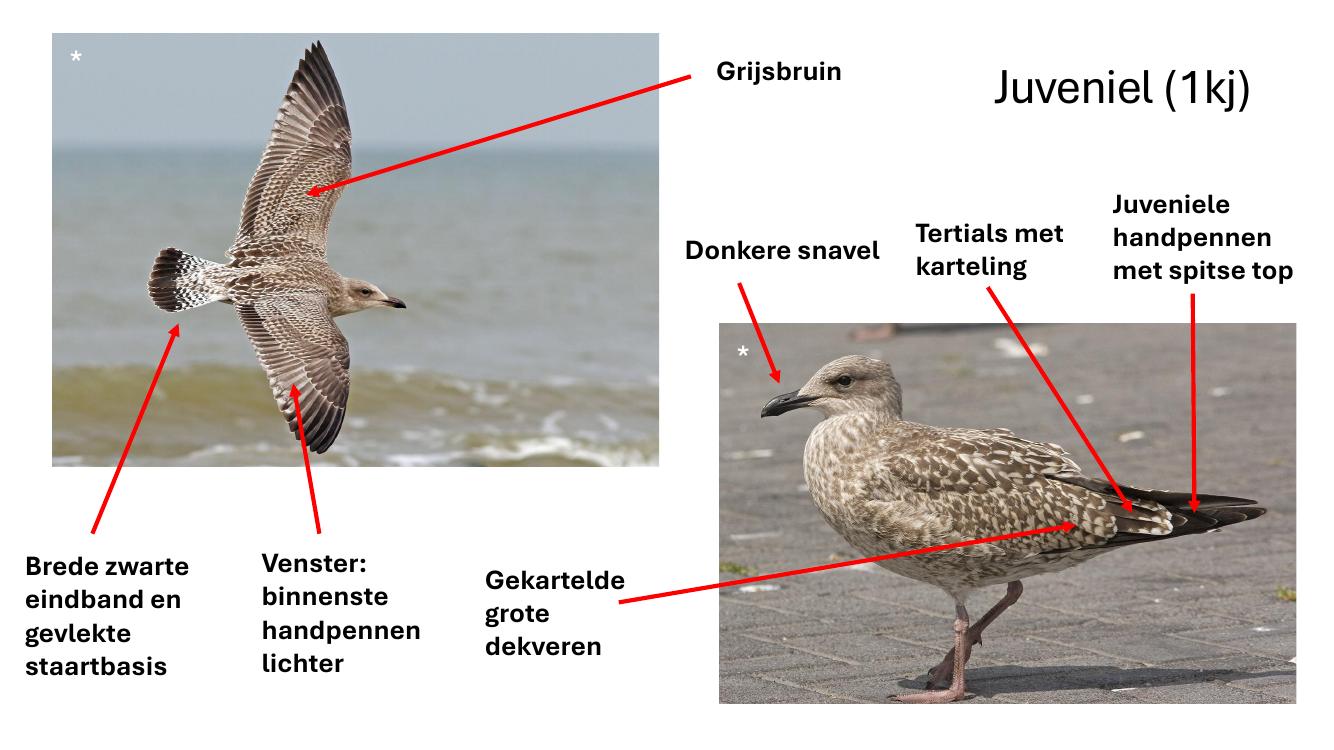 *
Grijsbruin
Juveniel (1kj)
Donkere snavel
Tertials met
karteling
Juveniele
handpennen
met spitse top
*
Brede zwarte
eindband en
gevlekte
staartbasis
Venster:
binnenste
handpennen
lichter
Gekartelde
grote
dekveren